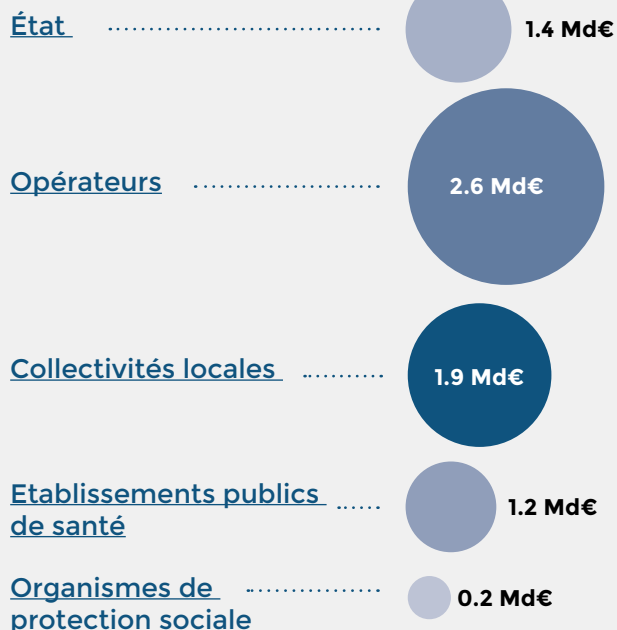 État
1.4 Md€
Opérateurs
2.6 Md€
Collectivités locales
1.9 Md€
Etablissements publics
de santé
1.2 Md€
Organismes de
protection sociale
0.2 Md€